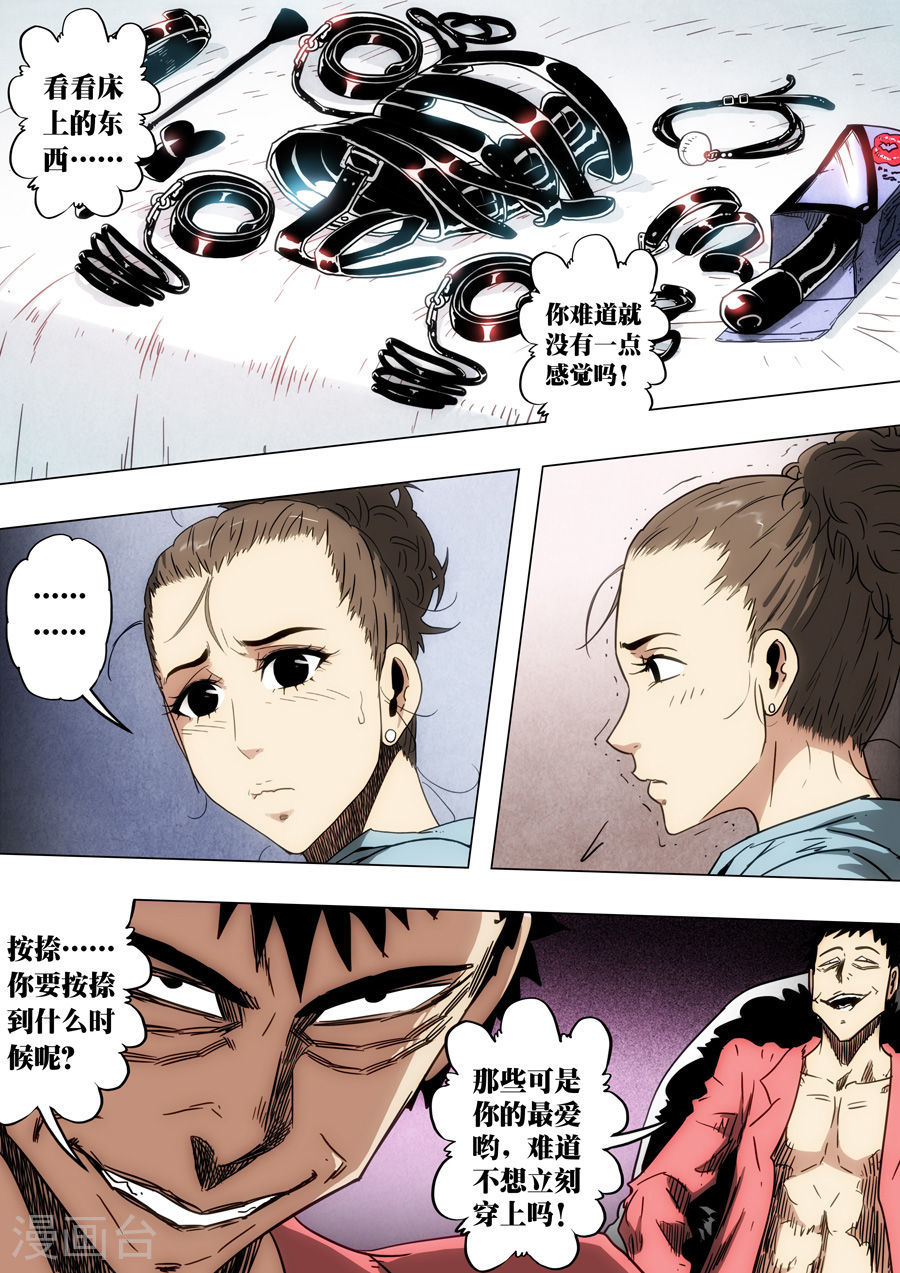 看看床
上的东
西……
你难道就
没有一点
感觉吗!
……
……
按捺……
你要按捺
到什么时
候呢?
那些可是
你的最爱
哟，难道
不想立刻
穿上吗!
漫画台